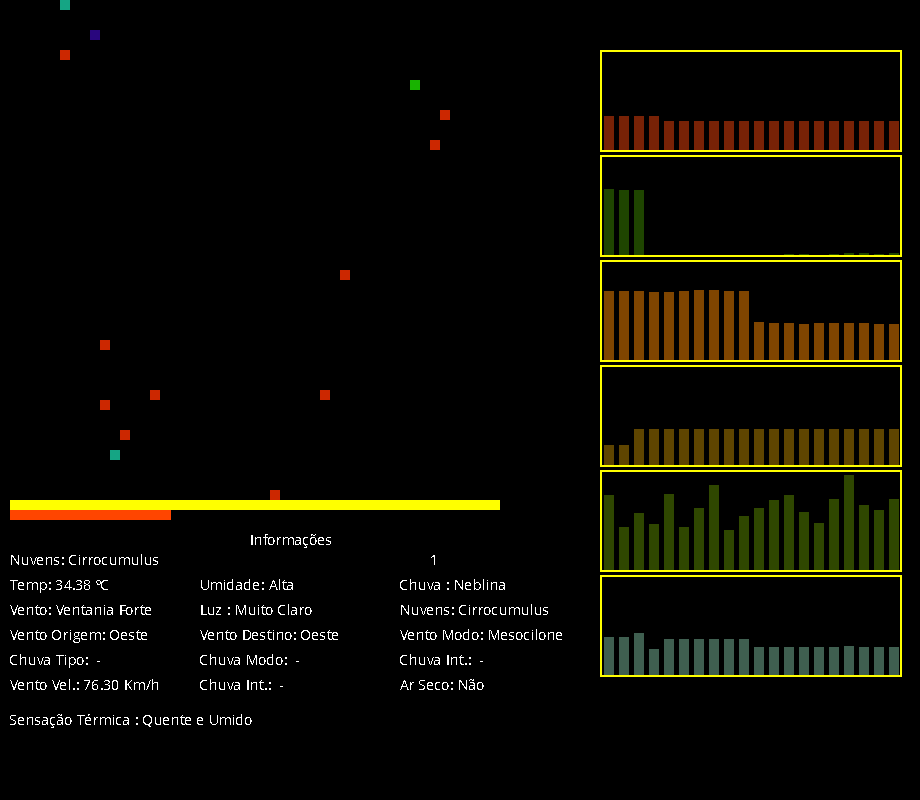 Informações
Nuvens: Cirrocumulus 1
Temp: 34.38 ºC Umidade: Alta Chuva : Neblina
Vento: Ventania Forte Luz : Muito Claro Nuvens: Cirrocumulus
Vento Origem: Oeste Vento Destino: Oeste Vento Modo: Mesocilone
Chuva Tipo: - Chuva Modo: - Chuva Int.: -
Vento Vel.: 76.30 Km/h Chuva Int.: - Ar Seco: Não
Sensação Térmica : Quente e Umido